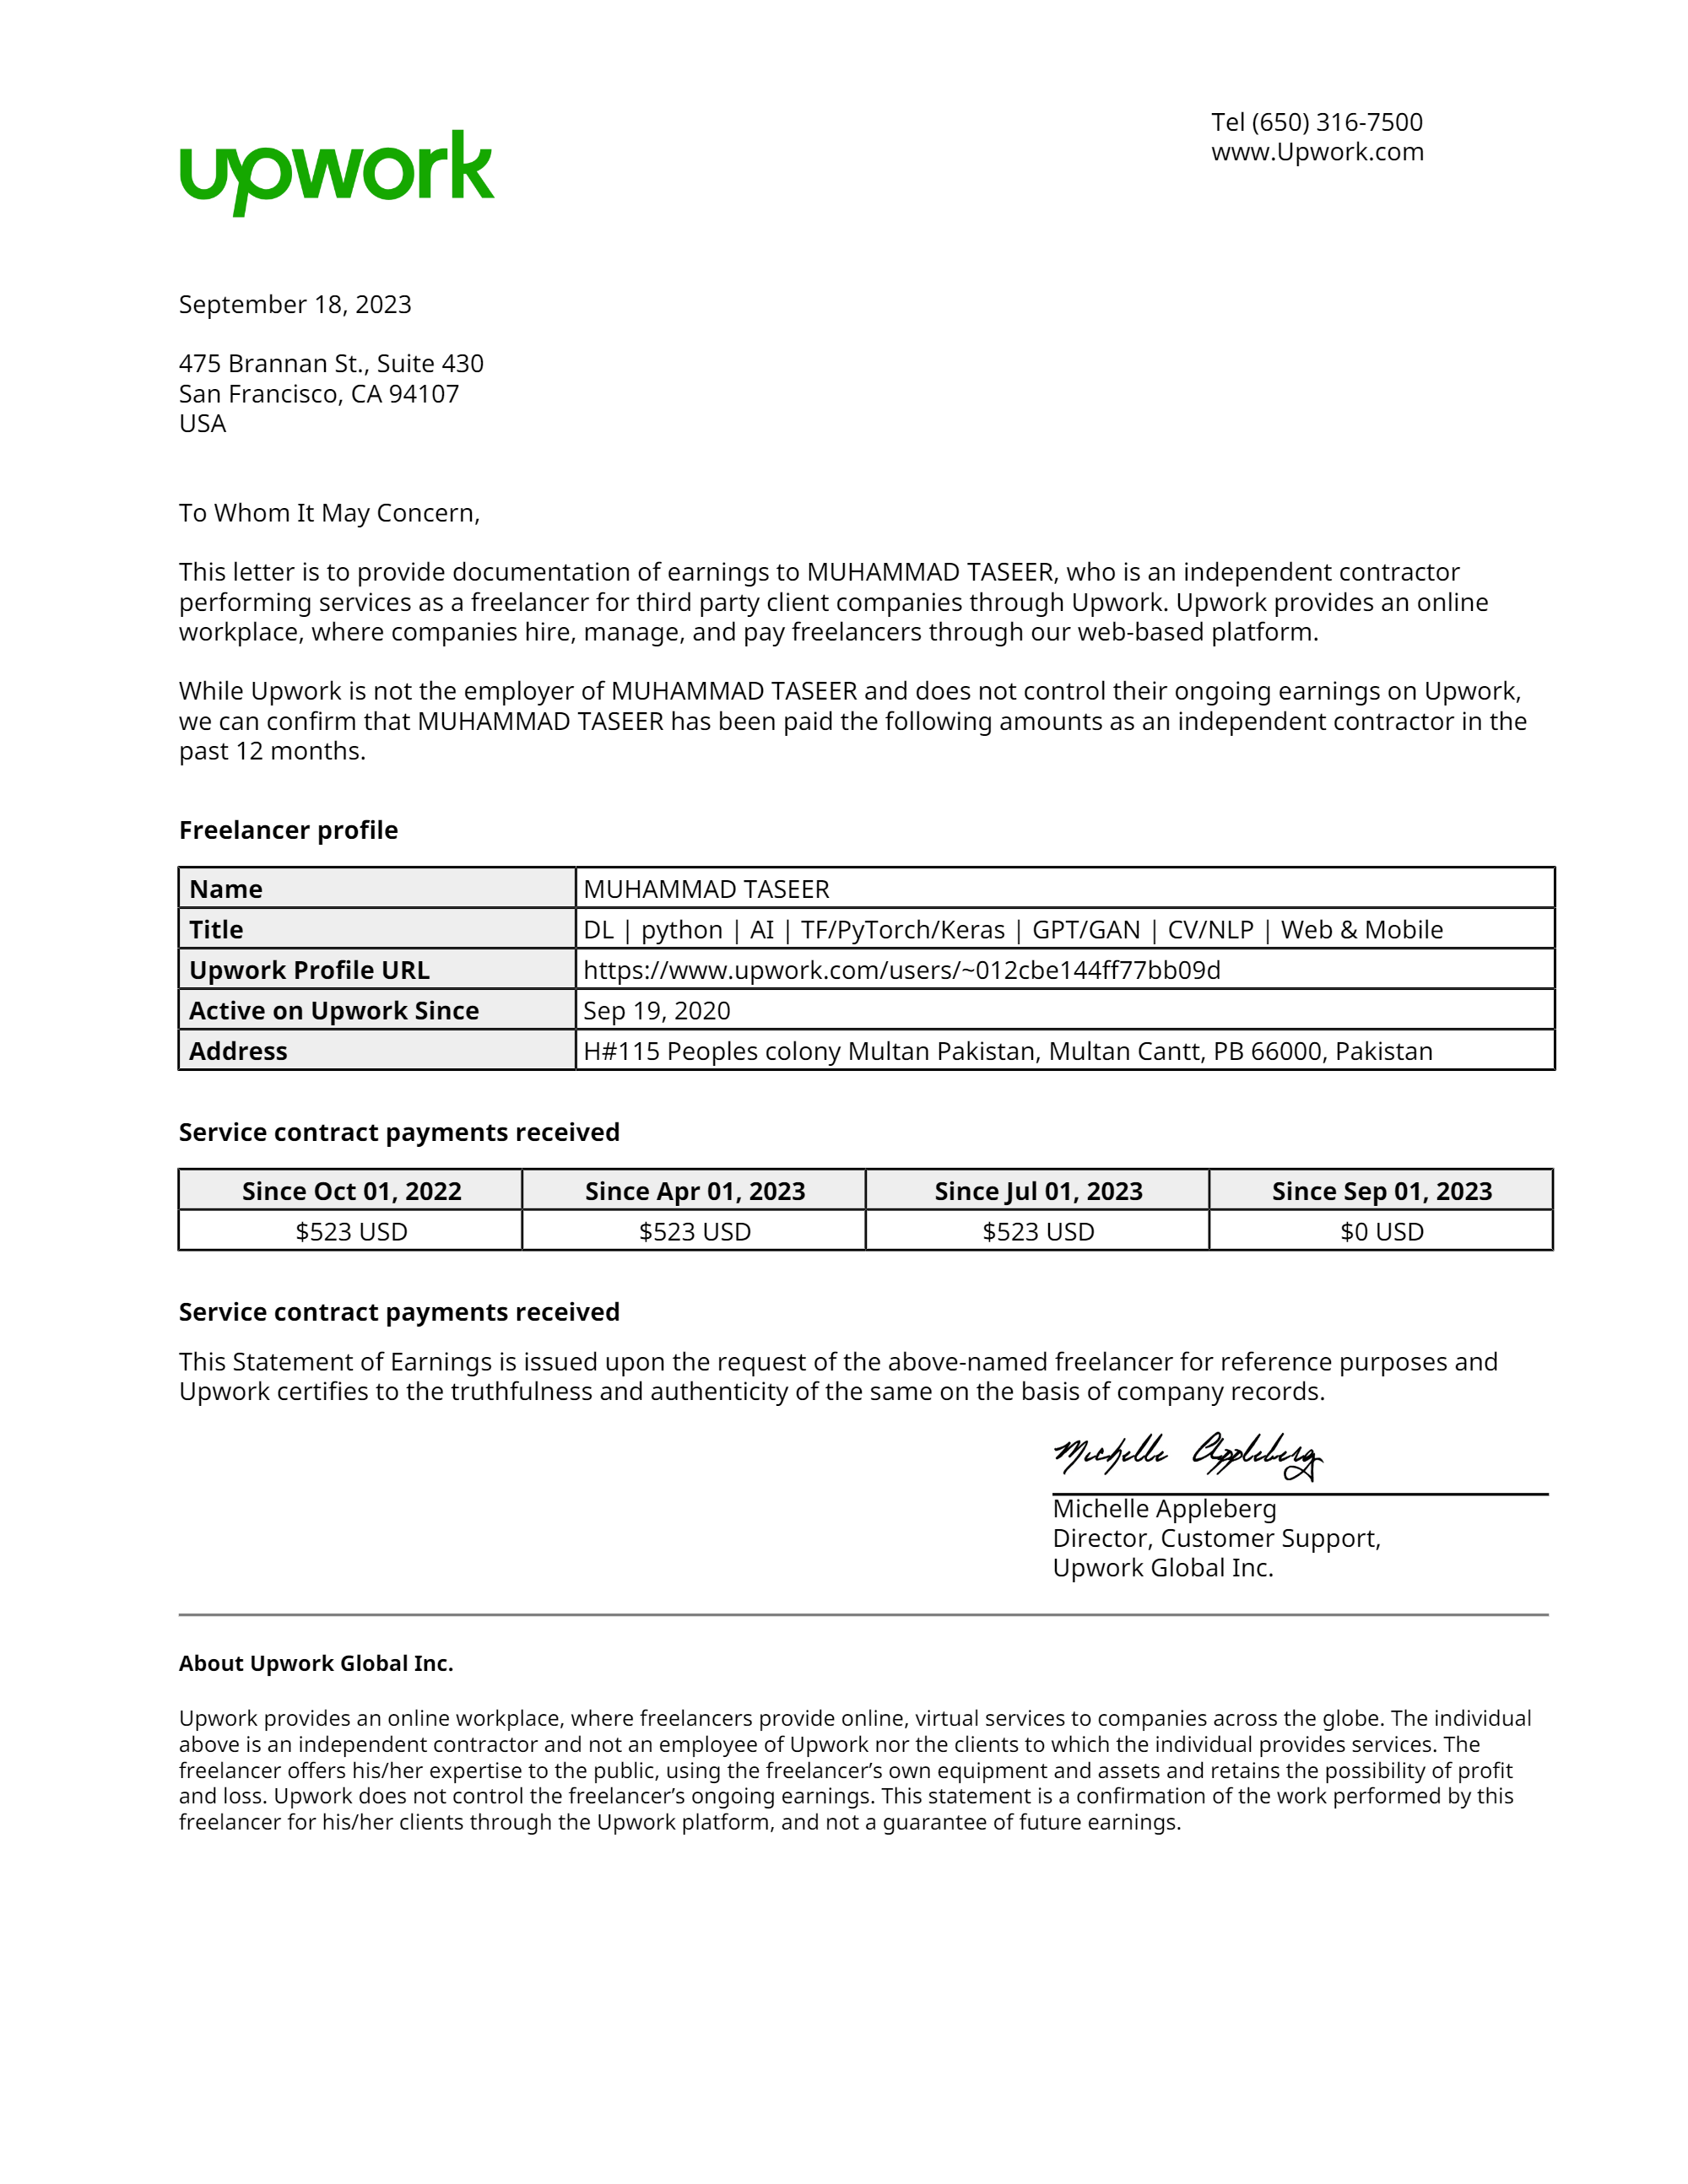 upwork
Tel (650) 316-7500
www.Upwork.com
September 18, 2023
475 Brannan St., Suite 430
San Francisco, CA 94107
USA
To Whom It May Concern,
This letter is to provide documentation of earnings to MUHAMMAD TASEER, who is an independent contractor
performing services as a freelancer for third party client companies through Upwork. Upwork provides an online
workplace, where companies hire, manage, and pay freelancers through our web-based platform.
While Upwork is not the employer of MUHAMMAD TASEER and does not control their ongoing earnings on Upwork,
we can confirm that MUHAMMAD TASEER has been paid the following amounts as an independent contractor in the
past 12 months.
Freelancer profile
Name MUHAMMAD TASEER
Title DL | python | AI | TF/PyTorch/Keras | GPT/GAN | CV/NLP | Web & Mobile
Upwork Profile URL https://www.upwork.com/users/~012cbe144ff77bb09d
Active on Upwork Since Sep 19, 2020
Address H#115 Peoples colony Multan Pakistan, Multan Cantt, PB 66000, Pakistan
Service contract payments received
Since Oct 01, 2022 Since Apr 01, 2023 Since Jul 01, 2023 Since Sep 01, 2023
$523 USD $523 USD $523 USD $0 USD
Service contract payments received
This Statement of Earnings is issued upon the request of the above-named freelancer for reference purposes and
Upwork certifies to the truthfulness and authenticity of the same on the basis of company records.
Michelle Appleberg
Michelle Appleberg
Director, Customer Support,
Upwork Global Inc.
About Upwork Global Inc.
Upwork provides an online workplace, where freelancers provide online, virtual services to companies across the globe. The individual
above is an independent contractor and not an employee of Upwork nor the clients to which the individual provides services. The
freelancer offers his/her expertise to the public, using the freelancer’s own equipment and assets and retains the possibility of profit
and loss. Upwork does not control the freelancer’s ongoing earnings. This statement is a confirmation of the work performed by this
freelancer for his/her clients through the Upwork platform, and not a guarantee of future earnings.